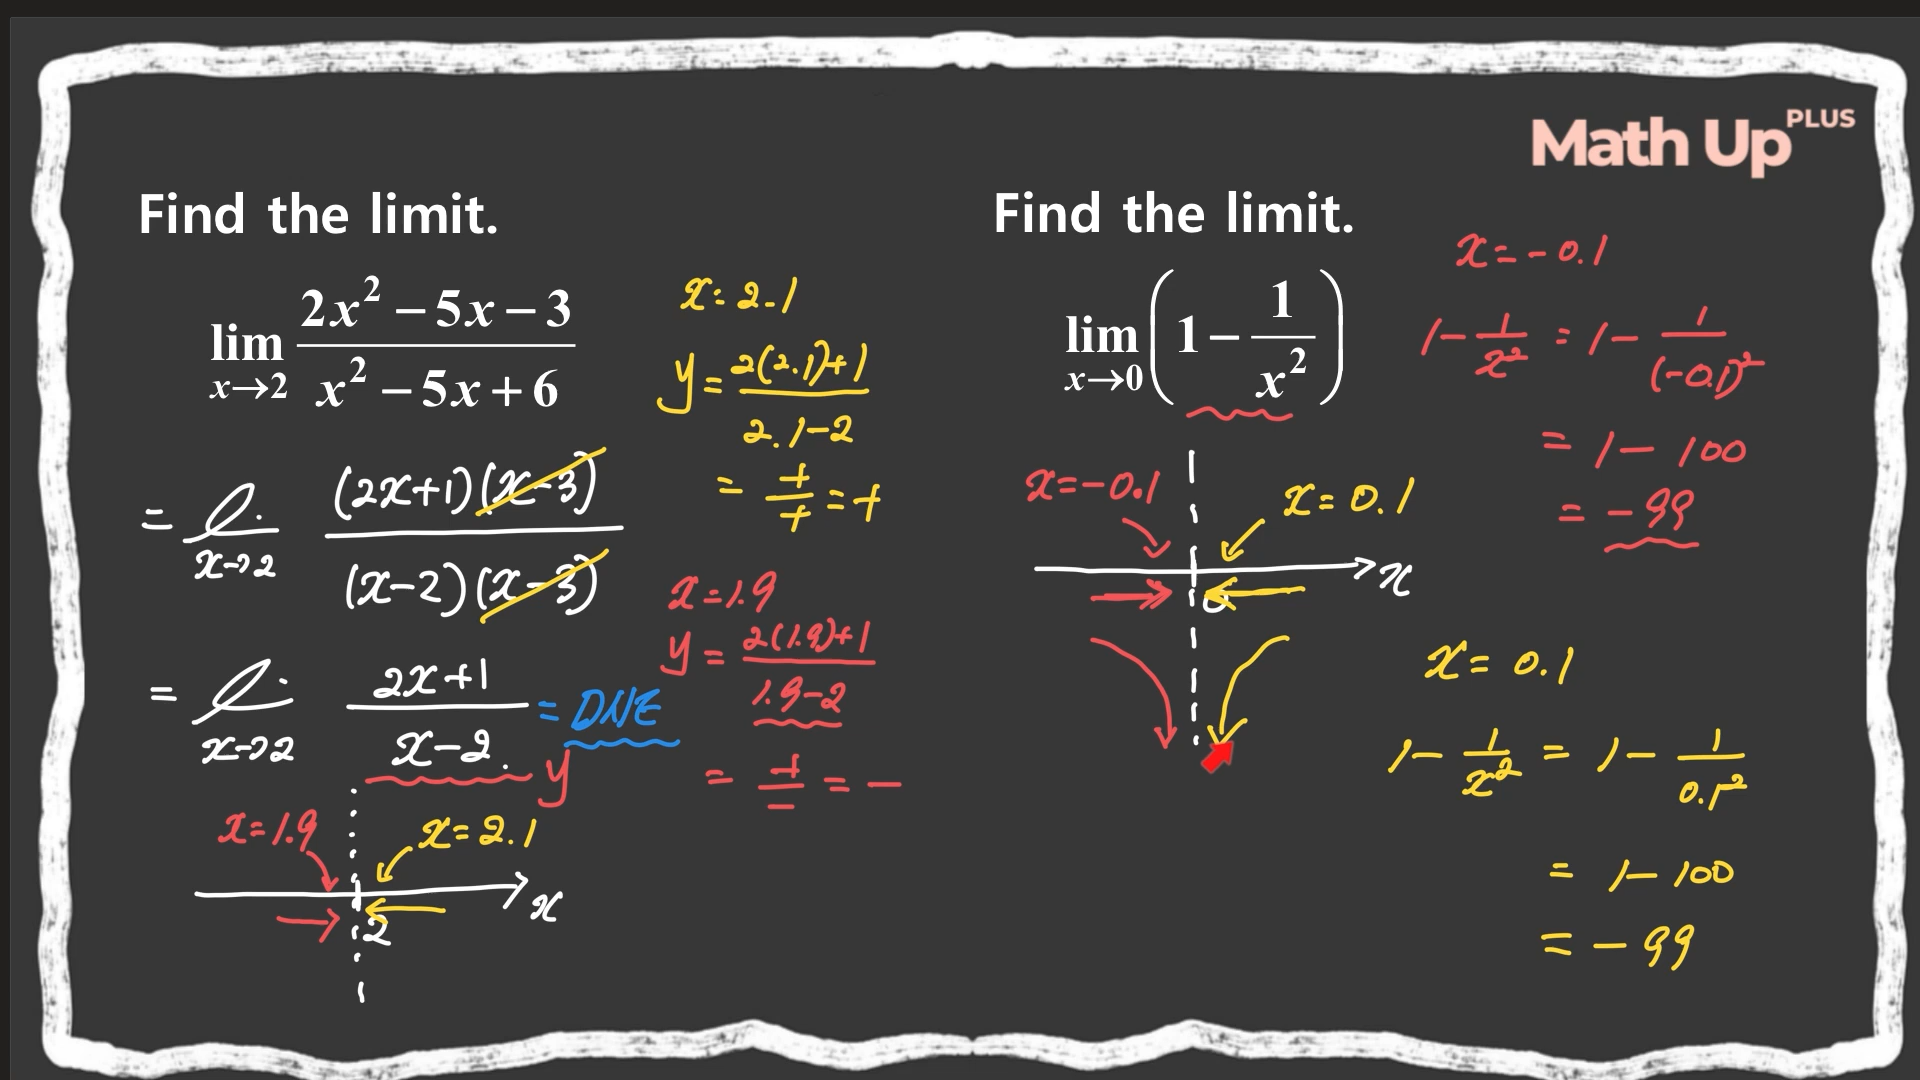 Math Up PLUS
Find the limit.
lim x→2 (2x² − 5x − 3)/(x² − 5x + 6)
= l. x→2 (2x+1)(x-3)/(x-2)(x-3)
= l. x→2 (2x+1)/(x-2) = DNE
y
x=1.9
x=2.1
x
2
x=2.1
y = (2(2.1)+1)/(2.1-2)
= +/+ = +
x=1.9
y = (2(1.9)+1)/(1.9-2)
= +/− = −
Find the limit.
lim x→0 (1 − 1/x²)
x=-0.1
x=0.1
x
0
x=-0.1
1 - 1/x² = 1 - 1/(-0.1)²
= 1 - 100
= -99
x=0.1
1 - 1/x² = 1 - 1/0.1²
= 1 - 100
= -99